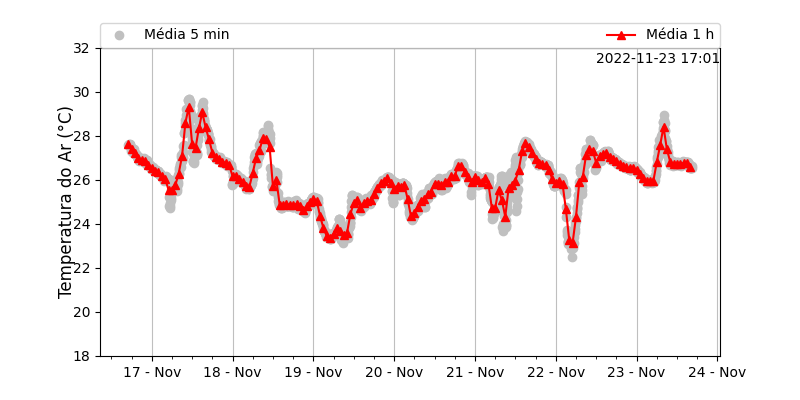 Média 5 min
Média 1 h
2022-11-23 17:01
Temperatura do Ar (°C)
32
30
28
26
24
22
20
18
17 - Nov
18 - Nov
19 - Nov
20 - Nov
21 - Nov
22 - Nov
23 - Nov
24 - Nov